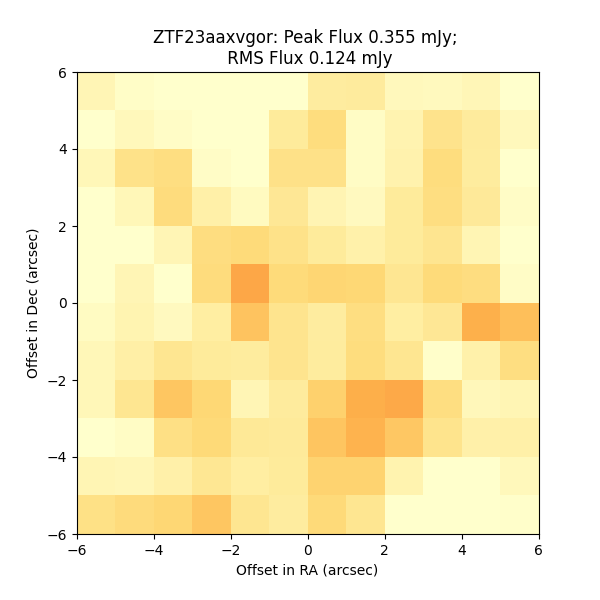 ZTF23aaxvgor: Peak Flux 0.355 mJy;
RMS Flux 0.124 mJy
6
4
2
0
−2
−4
−6
Offset in Dec (arcsec)
−6 −4 −2 0 2 4 6
Offset in RA (arcsec)